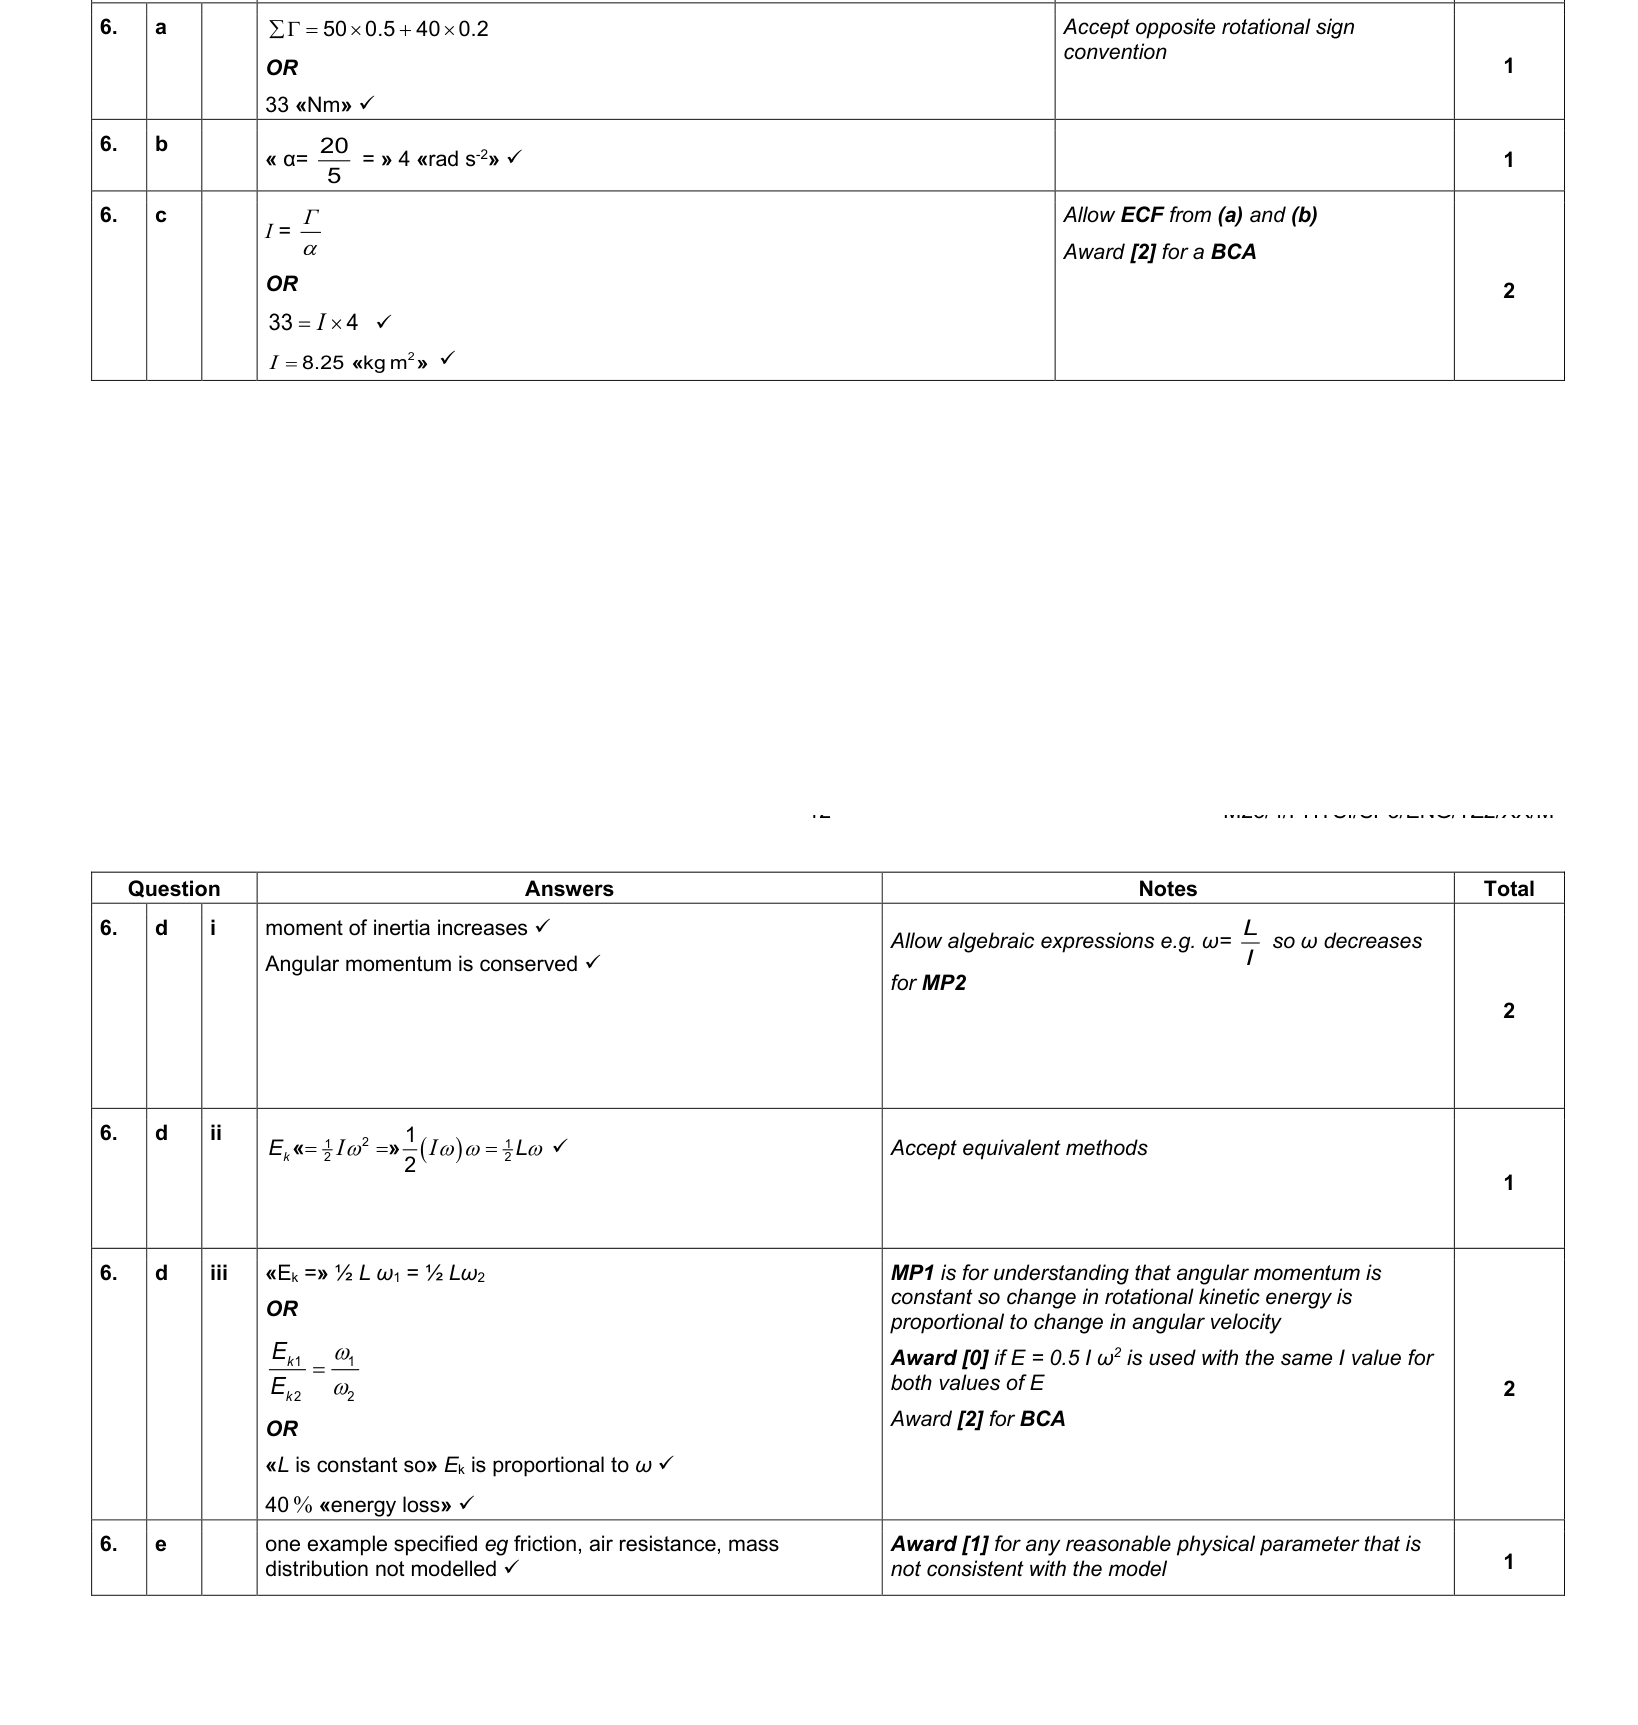 6. a ∑Γ = 50×0.5+40×0.2 Accept opposite rotational sign
convention
OR 1
33 «Nm» ✓
6. b « α= 20/5 = » 4 «rad s⁻²» ✓ 1
6. c I = Γ/α Allow ECF from (a) and (b)
Award [2] for a BCA
OR 2
33 = I × 4 ✓
I = 8.25 «kg m²» ✓
Question Answers Notes Total
6. d i moment of inertia increases ✓ Allow algebraic expressions e.g. ω= L/I so ω decreases
Angular momentum is conserved ✓ for MP2
2
6. d ii Eₖ «= ½ Iω² =» 1/2 (Iω)ω = ½ Lω ✓ Accept equivalent methods
1
6. d iii «Eₖ =» ½ L ω₁ = ½ Lω₂ MP1 is for understanding that angular momentum is
OR constant so change in rotational kinetic energy is
proportional to change in angular velocity
Eₖ₁/Eₖ₂ = ω₁/ω₂ Award [0] if E = 0.5 I ω² is used with the same I value for
both values of E 2
OR Award [2] for BCA
«L is constant so» Eₖ is proportional to ω ✓
40 % «energy loss» ✓
6. e one example specified eg friction, air resistance, mass Award [1] for any reasonable physical parameter that is
distribution not modelled ✓ not consistent with the model 1